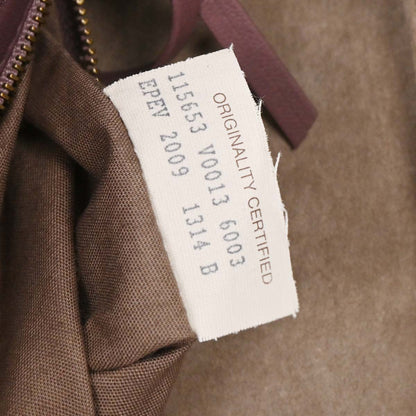 ORIGINALITY CERTIFIED
115653 V0013 6003
EPEV 2009 1314 B